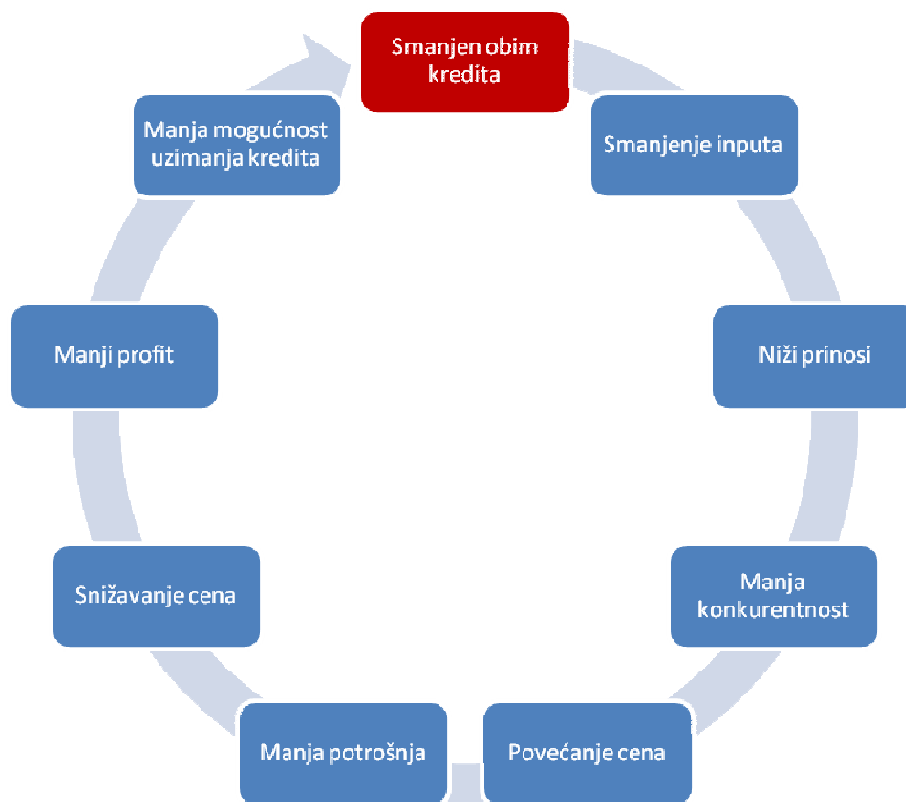 Smanjen obim
kredita
Smanjenje inputa
Niži prinosi
Manja
konkurentnost
Povećanje cena
Manja potrošnja
Snižavanje cena
Manji profit
Manja mogućnost
uzimanja kredita